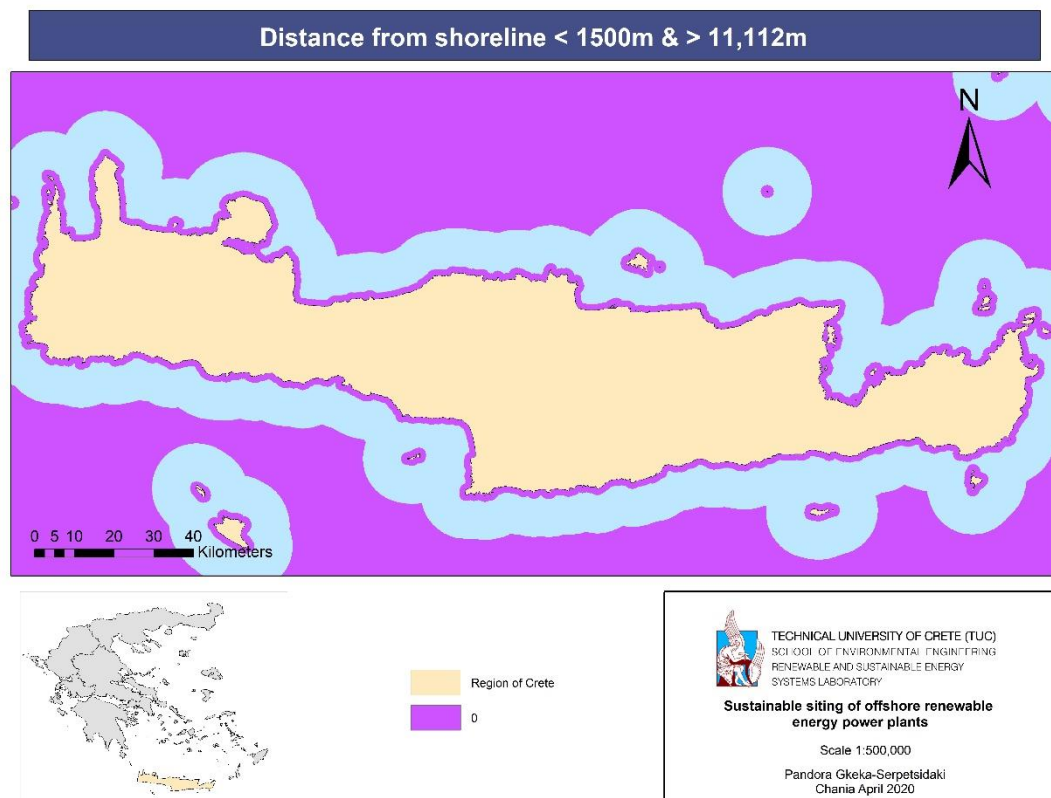 Distance from shoreline < 1500m & > 11,112m
N
0 5 10 20 30 40
Kilometers
Region of Crete
0
TECHNICAL UNIVERSITY OF CRETE (TUC)
SCHOOL OF ENVIRONMENTAL ENGINEERING
RENEWABLE AND SUSTAINABLE ENERGY
SYSTEMS LABORATORY
Sustainable siting of offshore renewable
energy power plants
Scale 1:500,000
Pandora Gkeka-Serpetsidaki
Chania April 2020